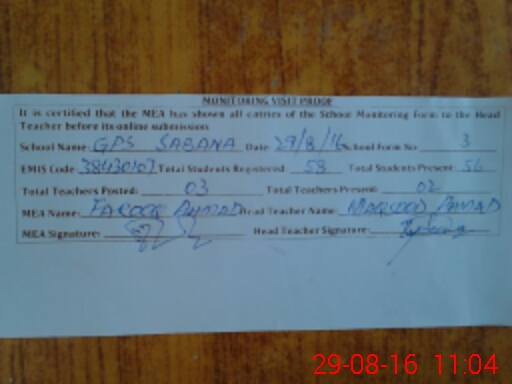 MONITORING VISIT PROOF
It is certified that the MEA has shown all entries of the School Monitoring Form to the Head
Teacher before its online submission
School Name: GPS SABANA Date 29/8/16 School Form No 3
EMIS Code 38430107 Total Students Registered 58 Total Students Present 56
Total Teachers Posted: 03 Total Teachers Present: 02
MEA Name: FAROOQ AHMAD Head Teacher Name: MAQSOOD AHMAD
MEA Signature: Head Teacher Signature:
29-08-16 11:04